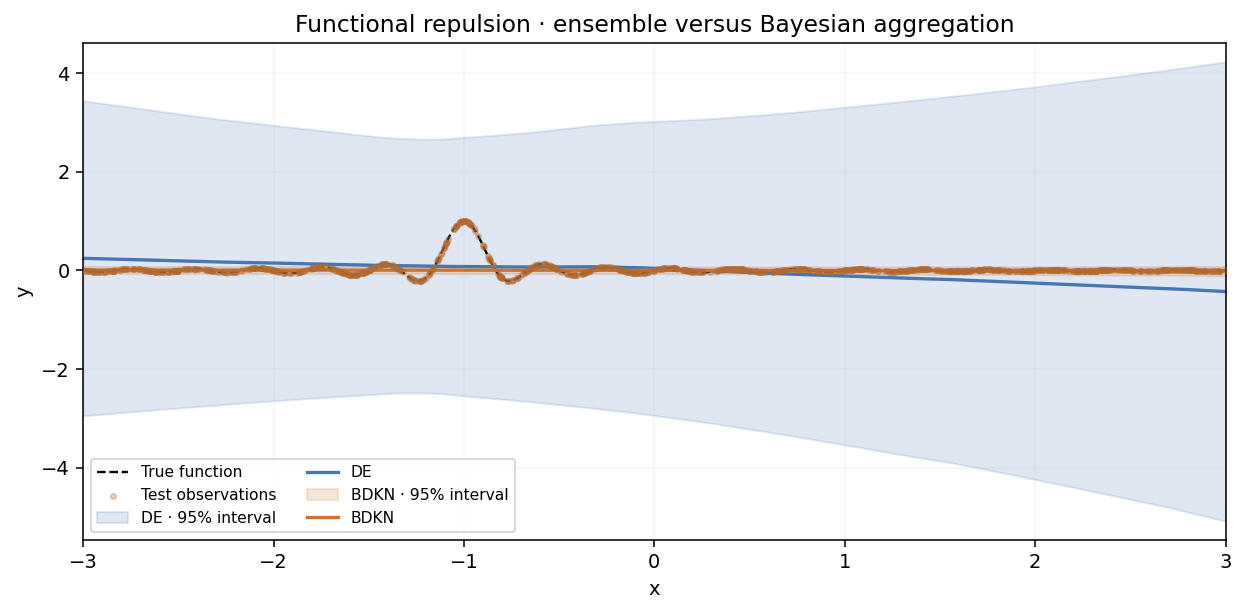 Functional repulsion · ensemble versus Bayesian aggregation
y
4
2
0
−2
−4
True function
Test observations
DE · 95% interval
DE
BDKN · 95% interval
BDKN
−3 −2 −1 0 1 2 3
x